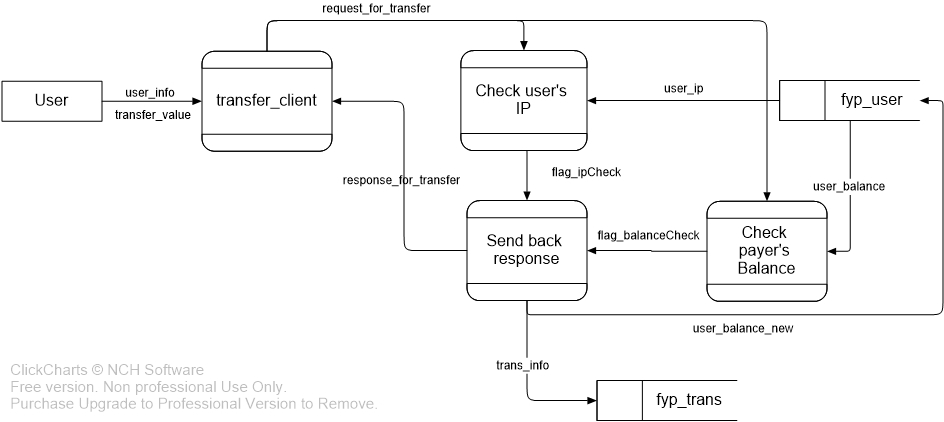 request_for_transfer
User
user_info
transfer_value
transfer_client
Check user's
IP
user_ip
fyp_user
response_for_transfer
flag_ipCheck
user_balance
Send back
response
flag_balanceCheck
Check
payer's
Balance
user_balance_new
trans_info
fyp_trans
ClickCharts © NCH Software
Free version. Non professional Use Only.
Purchase Upgrade to Professional Version to Remove.